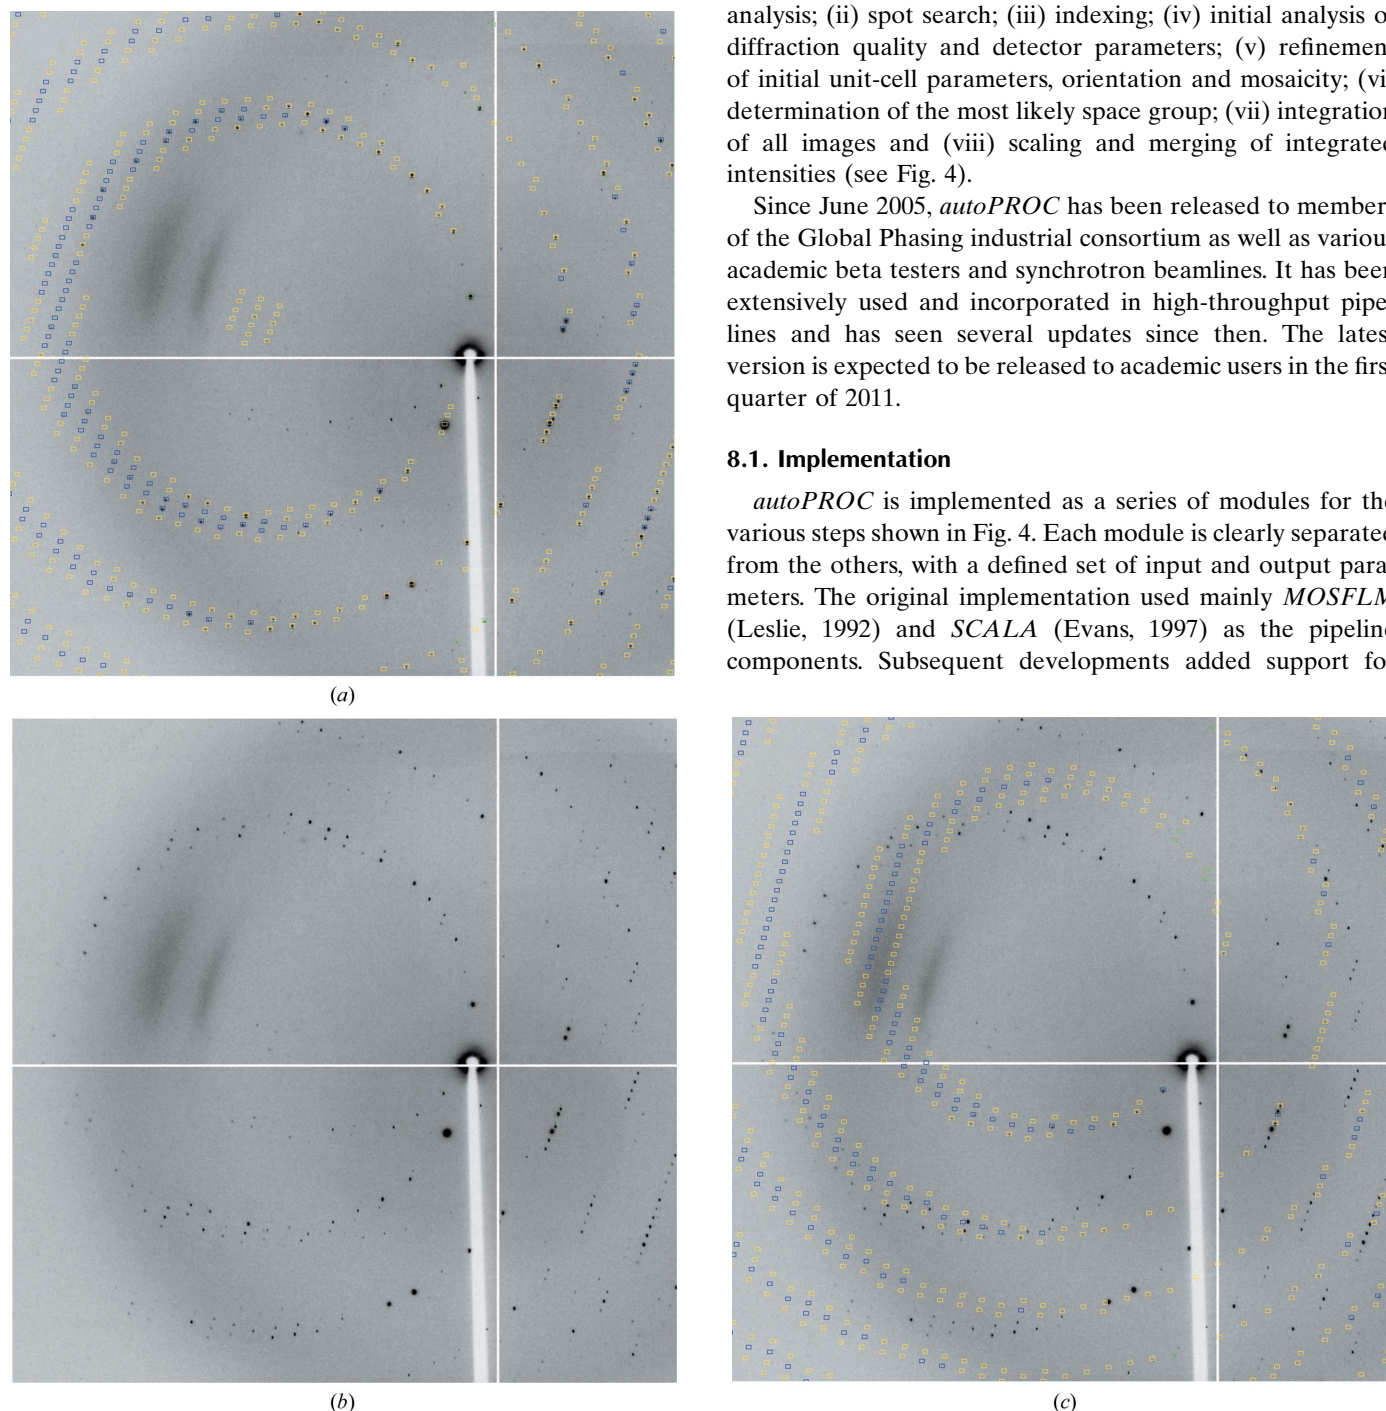 analysis; (ii) spot search; (iii) indexing; (iv) initial analysis o
diffraction quality and detector parameters; (v) refinemen
of initial unit-cell parameters, orientation and mosaicity; (vi
determination of the most likely space group; (vii) integration
of all images and (viii) scaling and merging of integrated
intensities (see Fig. 4).
Since June 2005, autoPROC has been released to member
of the Global Phasing industrial consortium as well as variou
academic beta testers and synchrotron beamlines. It has been
extensively used and incorporated in high-throughput pipe
lines and has seen several updates since then. The lates
version is expected to be released to academic users in the firs
quarter of 2011.
8.1. Implementation
autoPROC is implemented as a series of modules for the
various steps shown in Fig. 4. Each module is clearly separated
from the others, with a defined set of input and output para
meters. The original implementation used mainly MOSFLM
(Leslie, 1992) and SCALA (Evans, 1997) as the pipeline
components. Subsequent developments added support fo
(a)
(b)
(c)